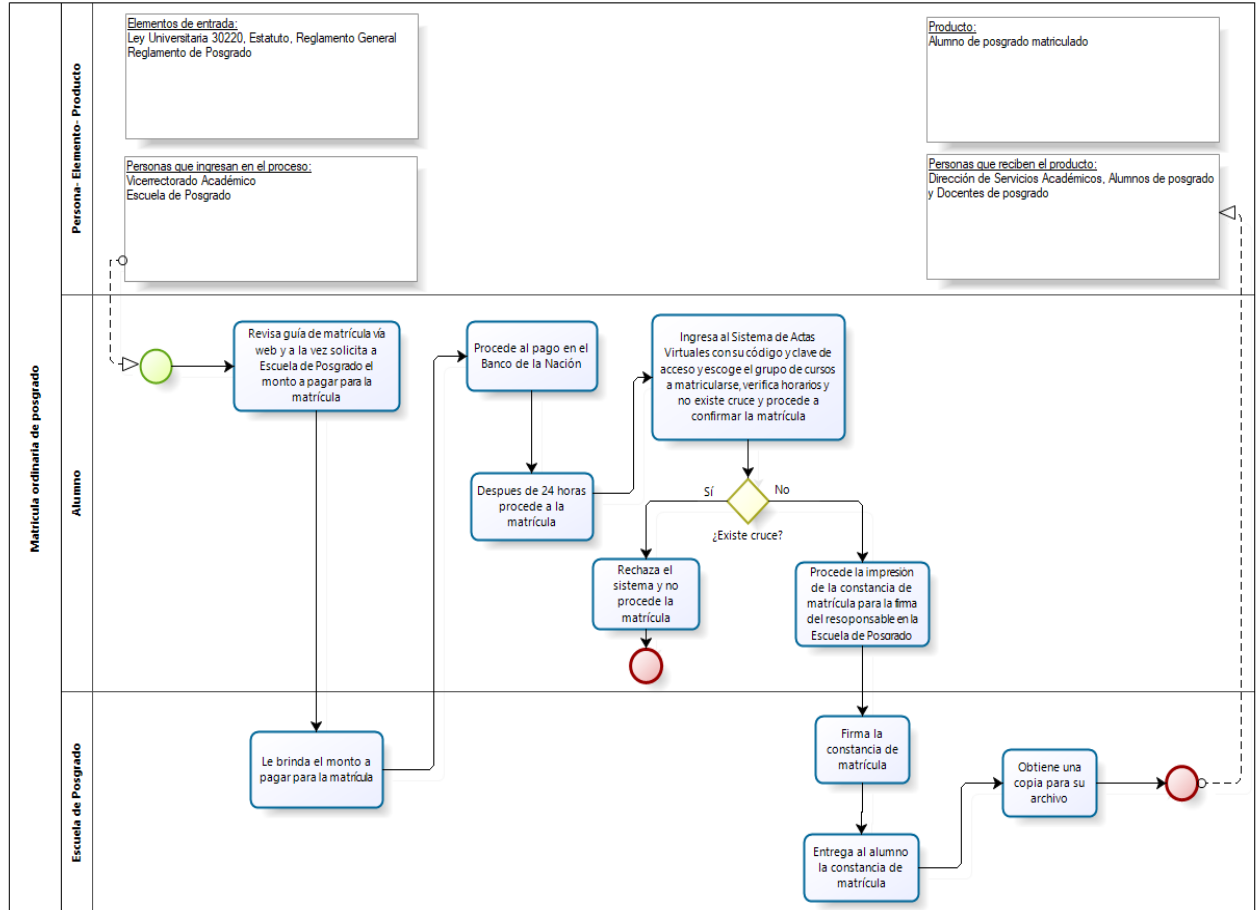 Matrícula ordinaria de posgrado
Persona- Elemento- Producto
Elementos de entrada:
Ley Universitaria 30220, Estatuto, Reglamento General
Reglamento de Posgrado
Producto:
Alumno de posgrado matriculado
Personas que ingresan en el proceso:
Vicerrectorado Académico
Escuela de Posgrado
Personas que reciben el producto:
Dirección de Servicios Académicos, Alumnos de posgrado
y Docentes de posgrado
Alumno
Revisa guía de matrícula vía
web y a la vez solicita a
Escuela de Posgrado el
monto a pagar para la
matrícula
Procede al pago en el
Banco de la Nación
Despues de 24 horas
procede a la
matrícula
Ingresa al Sistema de Actas
Virtuales con su código y clave de
acceso y escoge el grupo de cursos
a matricularse, verifica horarios y
no existe cruce y procede a
confirmar la matrícula
Sí
No
¿Existe cruce?
Rechaza el
sistema y no
procede la
matrícula
Procede la impresión
de la constancia de
matrícula para la firma
del resoponsable en la
Escuela de Posgrado
Escuela de Posgrado
Le brinda el monto a
pagar para la matrícula
Firma la
constancia de
matrícula
Entrega al alumno
la constancia de
matrícula
Obtiene una
copia para su
archivo